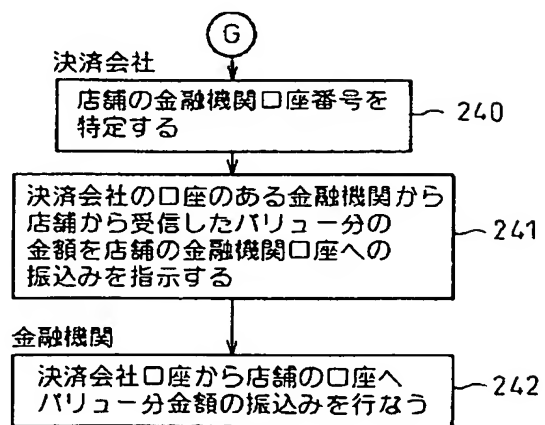 G
決済会社
店舗の金融機関口座番号を
特定する
240
決済会社の口座のある金融機関から
店舗から受信したバリュー分の
金額を店舗の金融機関口座への
振込みを指示する
241
金融機関
決済会社口座から店舗の口座へ
バリュー分金額の振込みを行なう
242